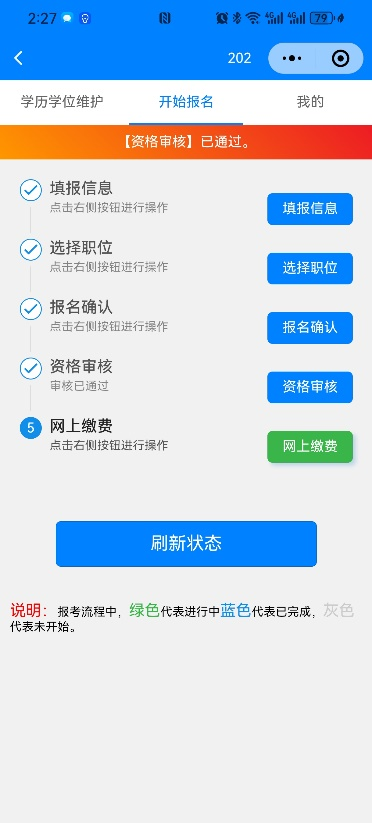 2:27
4G 4G 79
202
学历学位维护 开始报名 我的
【资格审核】已通过。
填报信息
点击右侧按钮进行操作
填报信息
选择职位
点击右侧按钮进行操作
选择职位
报名确认
点击右侧按钮进行操作
报名确认
资格审核
审核已通过
资格审核
5 网上缴费
点击右侧按钮进行操作
网上缴费
刷新状态
说明：报考流程中，绿色代表进行中蓝色代表已完成，灰色
代表未开始。